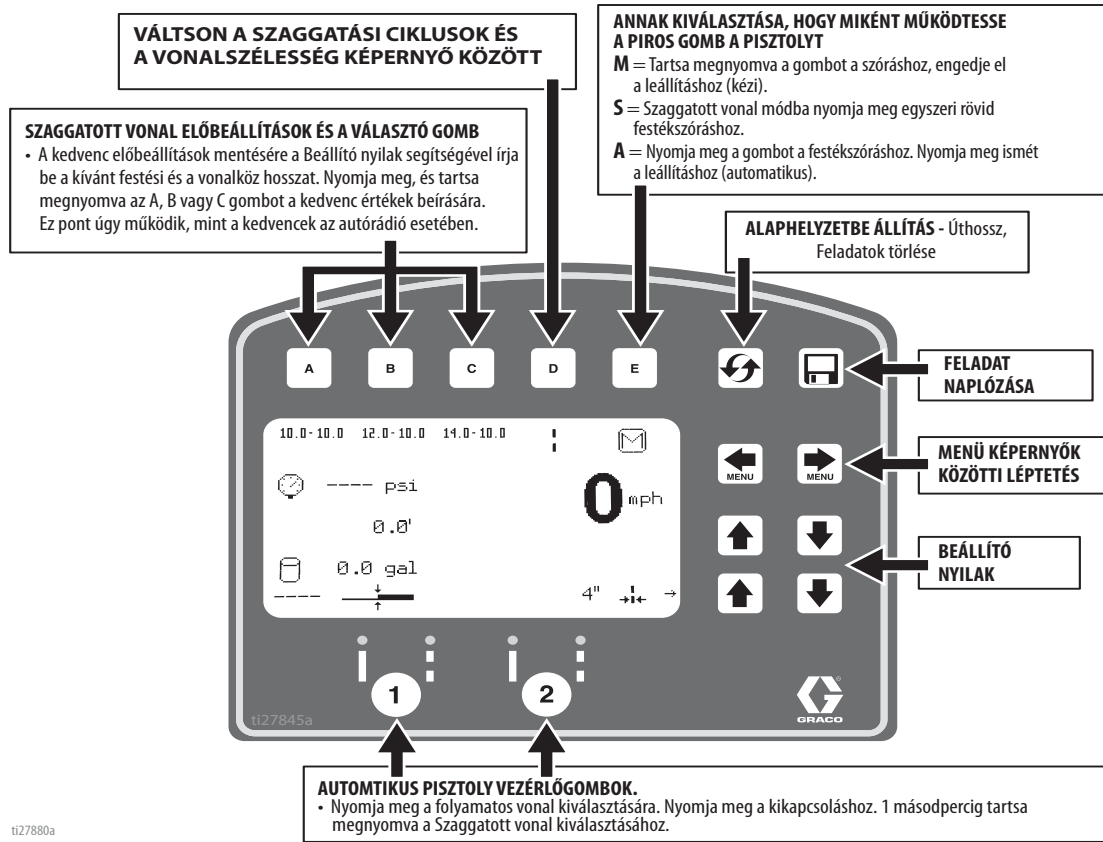 VÁLTSON A SZAGGATÁSI CIKLUSOK ÉS
A VONALSZÉLESSÉG KÉPERNYŐ KÖZÖTT
ANNAK KIVÁLASZTÁSA, HOGY MIKÉNT MŰKÖDTESSE
A PIROS GOMB A PISZTOLYT
M = Tartsa megnyomva a gombot a szóráshoz, engedje el
a leállításhoz (kézi).
S = Szaggatott vonal módba nyomja meg egyszeri rövid
festékszóráshoz.
A = Nyomja meg a gombot a festékszóráshoz. Nyomja meg ismét
a leállításhoz (automatikus).
SZAGGATOTT VONAL ELŐBEÁLLÍTÁSOK ÉS A VÁLASZTÓ GOMB
• A kedvenc előbeállítások mentésére a Beállító nyilak segítségével írja
be a kívánt festési és a vonalköz hosszat. Nyomja meg, és tartsa
megnyomva az A, B vagy C gombot a kedvenc értékek beírására.
Ez pont úgy működik, mint a kedvencek az autórádió esetében.
ALAPHELYZETBE ÁLLÍTÁS - Úthossz,
Feladatok törlése
A B C D E
FELADAT
NAPLÓZÁSA
10.0-10.0 12.0-10.0 14.0-10.0 M
MENU MENU
MENÜ KÉPERNYŐK
KÖZÖTTI LÉPTETÉS
---- psi
0 mph
0.0'
BEÁLLÍTÓ
NYILAK
0.0 gal
---- 4" →
1 2
GRACO
ti27845a
AUTOMTIKUS PISZTOLY VEZÉRLŐGOMBOK.
• Nyomja meg a folyamatos vonal kiválasztására. Nyomja meg a kikapcsoláshoz. 1 másodpercig tartsa
megnyomva a Szaggatott vonal kiválasztásához.
ti27880a